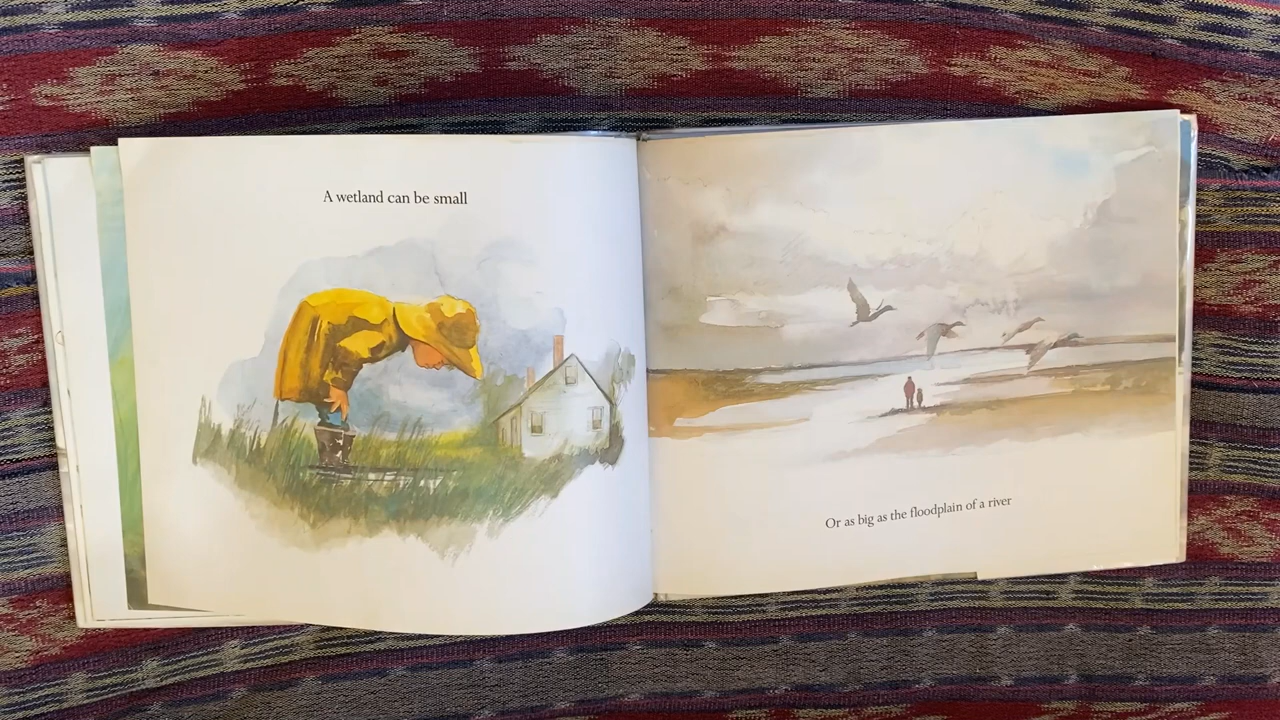 A wetland can be small
Or as big as the floodplain of a river